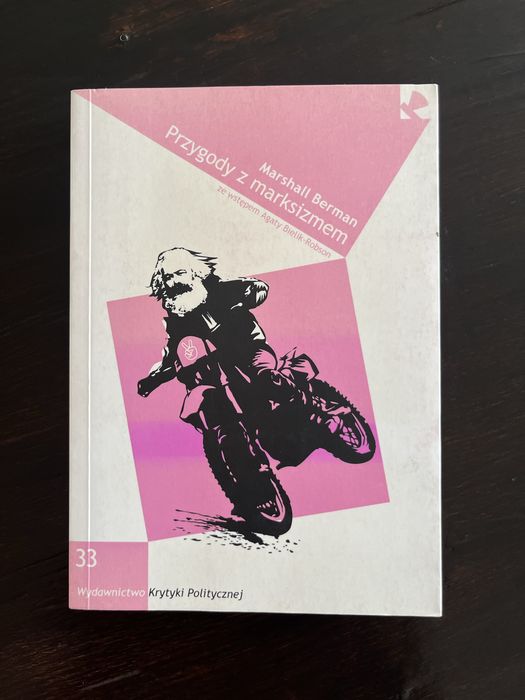 Marshall Berman
Przygody z marksizmem
ze wstępem Agaty Bielik-Robson
33
Wydawnictwo Krytyki Politycznej